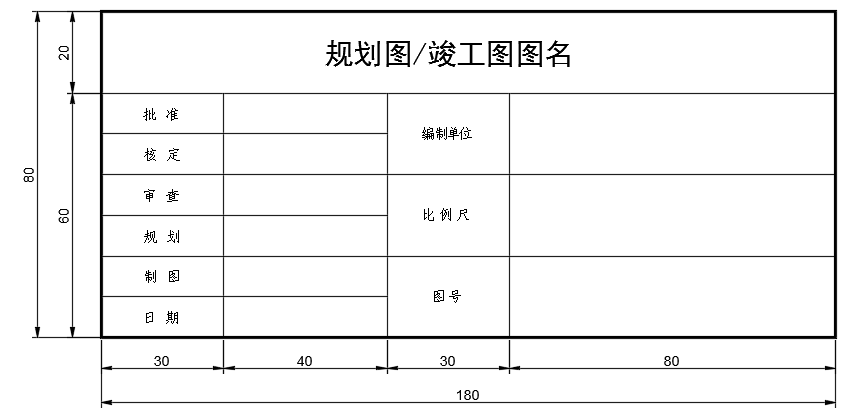 规划图/竣工图图名
20
批 准
编制单位
核 定
80
审 查
比 例 尺
60
规 划
制 图
图 号
日 期
30
40
30
80
180